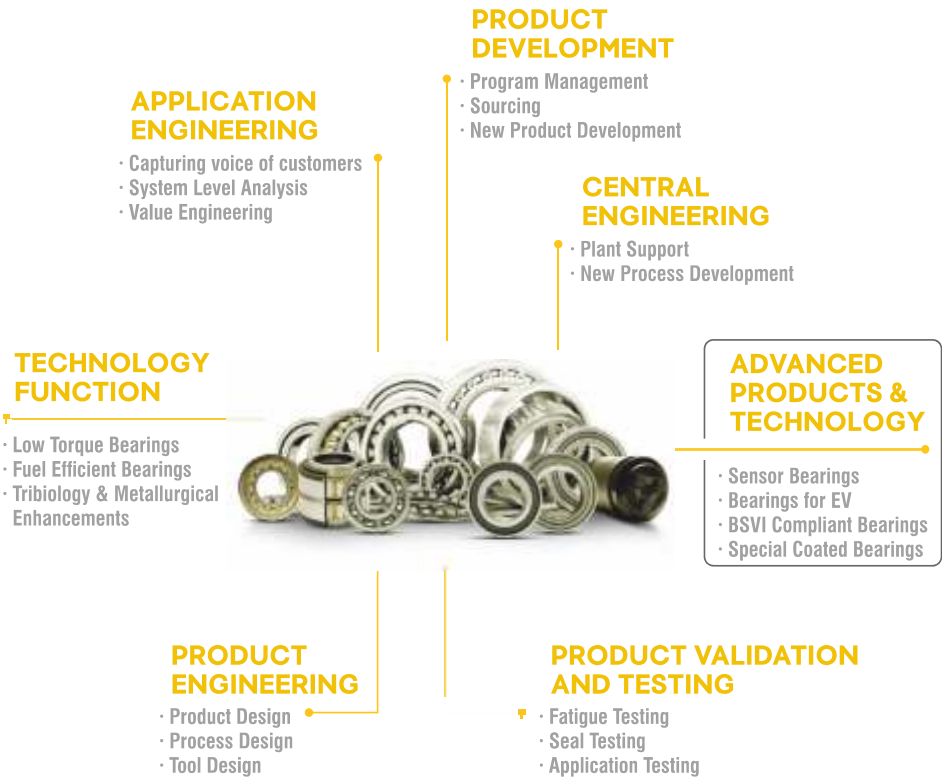 PRODUCT
DEVELOPMENT
· Program Management
· Sourcing
· New Product Development
APPLICATION
ENGINEERING
· Capturing voice of customers
· System Level Analysis
· Value Engineering
CENTRAL
ENGINEERING
· Plant Support
· New Process Development
TECHNOLOGY
FUNCTION
· Low Torque Bearings
· Fuel Efficient Bearings
· Tribiology & Metallurgical
Enhancements
ADVANCED
PRODUCTS &
TECHNOLOGY
· Sensor Bearings
· Bearings for EV
· BSVI Compliant Bearings
· Special Coated Bearings
PRODUCT
ENGINEERING
· Product Design
· Process Design
· Tool Design
PRODUCT VALIDATION
AND TESTING
· Fatigue Testing
· Seal Testing
· Application Testing